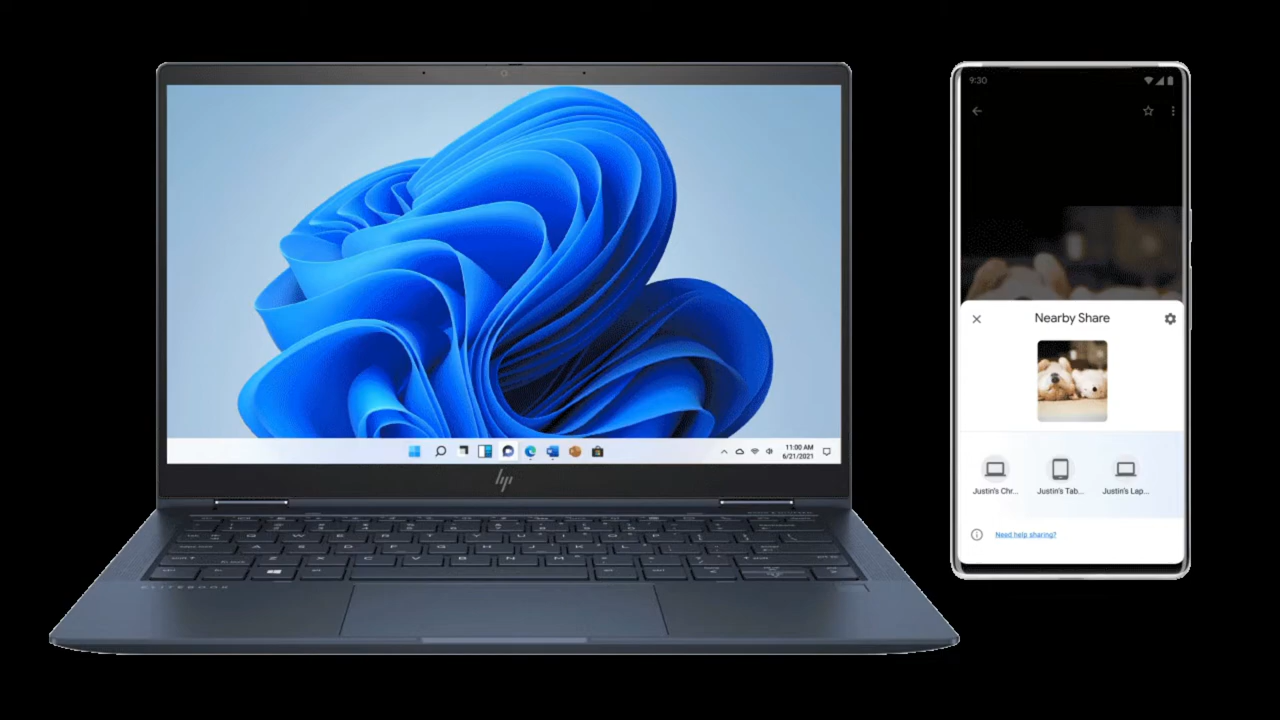 11:00 AM
6/21/2021
hp
ELITEBOOK
9:30
Nearby Share
Justin's Chr...
Justin's Tab...
Justin's Lap...
Need help sharing?